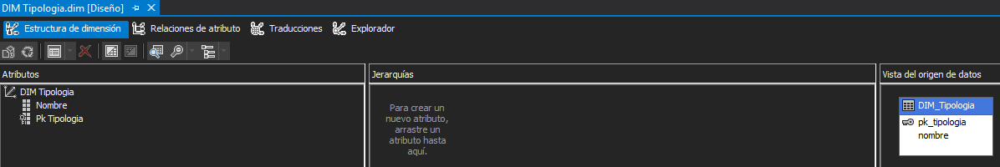 DIM Tipologia.dim [Diseño]
Estructura de dimensión
Relaciones de atributo
Traducciones
Explorador
Atributos
Jerarquías
Vista del origen de datos
DIM Tipologia
Nombre
Pk Tipologia
Para crear un
nuevo atributo,
arrastre un
atributo hasta
aquí.
DIM_Tipologia
pk_tipologia
nombre